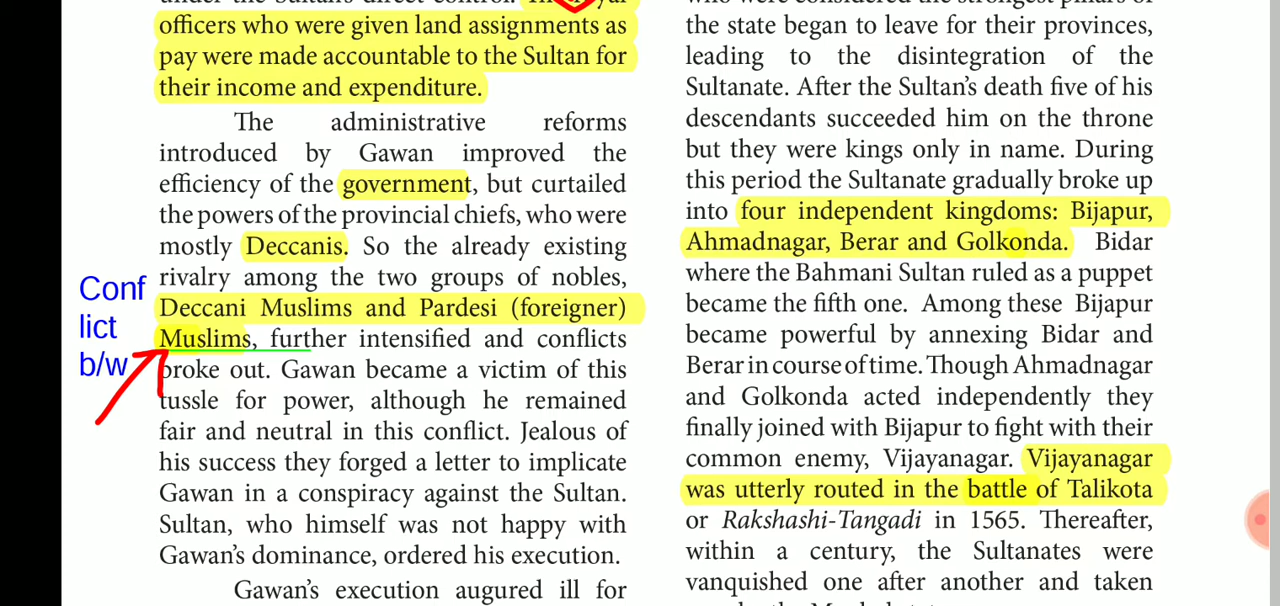 officers who were given land assignments as
pay were made accountable to the Sultan for
their income and expenditure.
The administrative reforms
introduced by Gawan improved the
efficiency of the government, but curtailed
the powers of the provincial chiefs, who were
mostly Deccanis. So the already existing
rivalry among the two groups of nobles,
Deccani Muslims and Pardesi (foreigner)
Muslims, further intensified and conflicts
broke out. Gawan became a victim of this
tussle for power, although he remained
fair and neutral in this conflict. Jealous of
his success they forged a letter to implicate
Gawan in a conspiracy against the Sultan.
Sultan, who himself was not happy with
Gawan's dominance, ordered his execution.
Gawan's execution augured ill for
Conf
lict
b/w
the state began to leave for their provinces,
leading to the disintegration of the
Sultanate. After the Sultan's death five of his
descendants succeeded him on the throne
but they were kings only in name. During
this period the Sultanate gradually broke up
into four independent kingdoms: Bijapur,
Ahmadnagar, Berar and Golkonda. Bidar
where the Bahmani Sultan ruled as a puppet
became the fifth one. Among these Bijapur
became powerful by annexing Bidar and
Berar in course of time. Though Ahmadnagar
and Golkonda acted independently they
finally joined with Bijapur to fight with their
common enemy, Vijayanagar. Vijayanagar
was utterly routed in the battle of Talikota
or Rakshashi-Tangadi in 1565. Thereafter,
within a century, the Sultanates were
vanquished one after another and taken